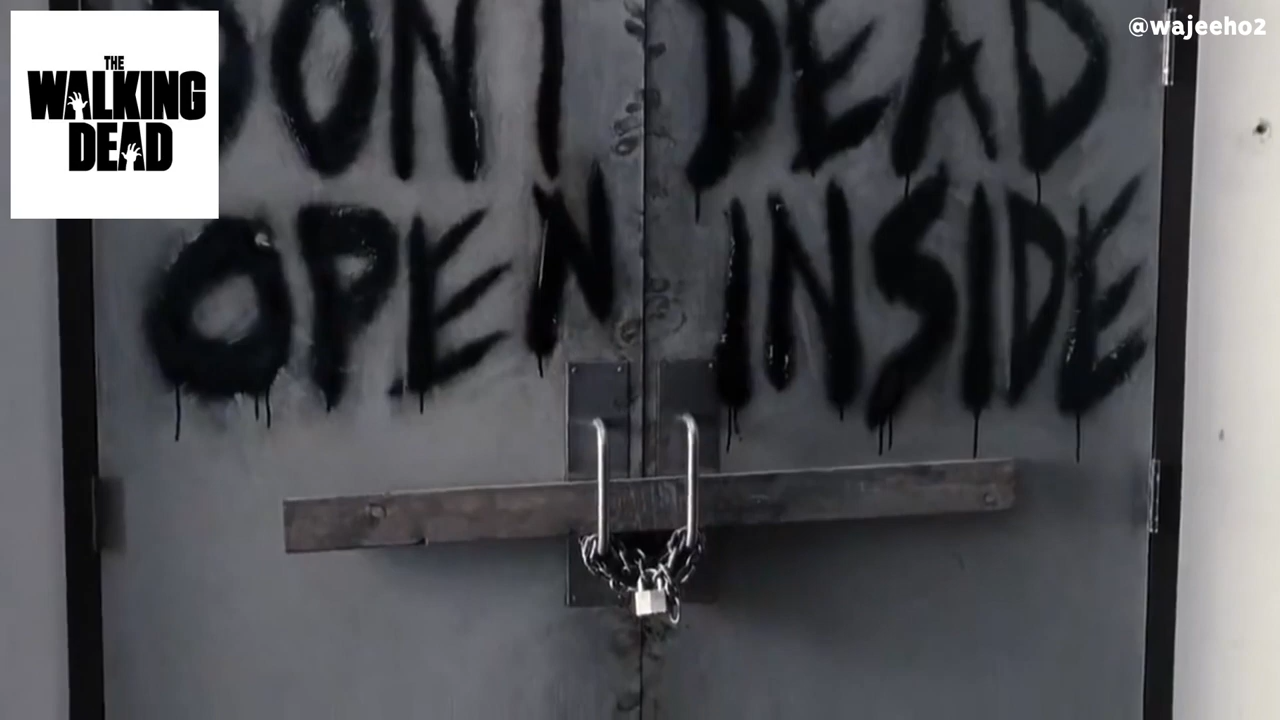 @wajeeho2
THE
WALKING
DEAD
DONT DEAD
OPEN INSIDE